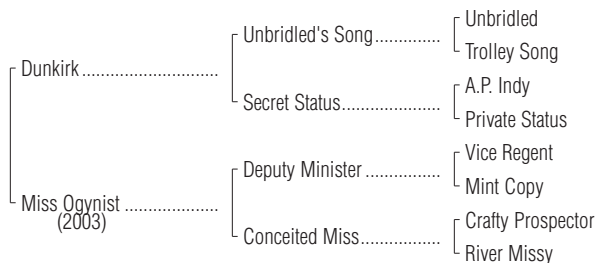 Unbridled
Unbridled's Song..............
Trolley Song
Dunkirk.............................
A.P. Indy
Secret Status.....................
Private Status
Vice Regent
Deputy Minister ................
Mint Copy
Miss Ogynist ....................
(2003)
Crafty Prospector
Conceited Miss.................
River Missy